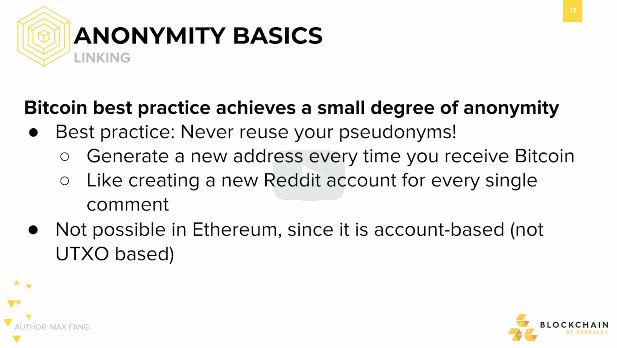 13
ANONYMITY BASICS
LINKING
Bitcoin best practice achieves a small degree of anonymity
● Best practice: Never reuse your pseudonyms!
○ Generate a new address every time you receive Bitcoin
○ Like creating a new Reddit account for every single
comment
● Not possible in Ethereum, since it is account-based (not
UTXO based)
AUTHOR: MAX FANG
BLOCKCHAIN
AT BERKELEY